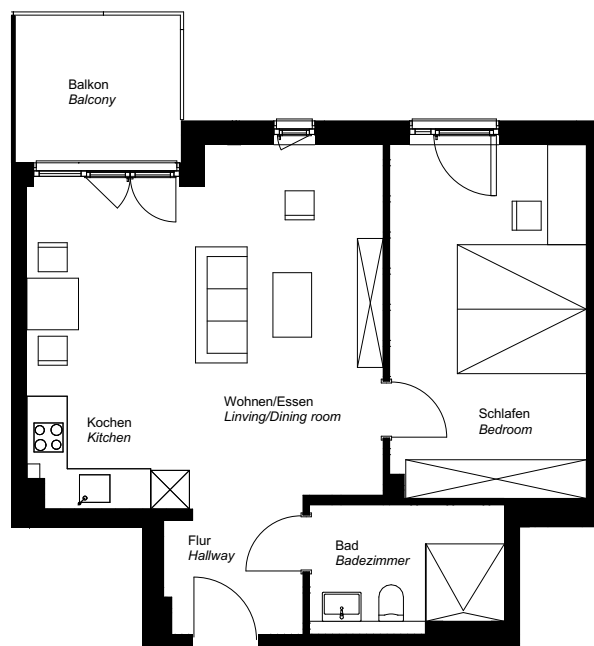 Balkon
Balcony
Wohnen/Essen
Linving/Dining room
Kochen
Kitchen
Schlafen
Bedroom
Flur
Hallway
Bad
Badezimmer